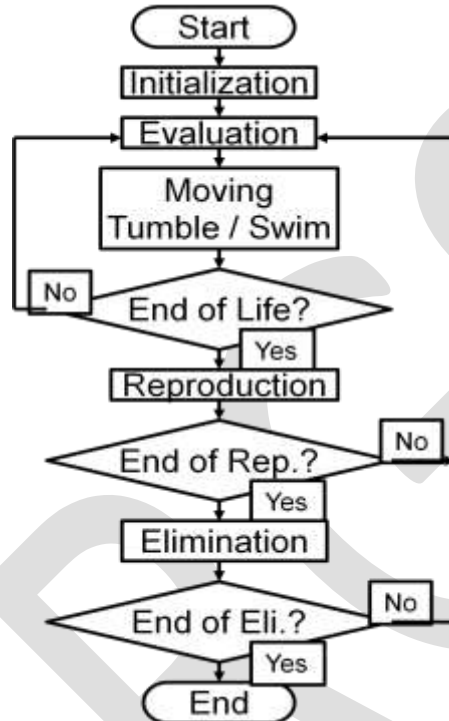 Start
Initialization
Evaluation
Moving
Tumble / Swim
No
End of Life?
Yes
Reproduction
No
End of Rep.?
Yes
Elimination
No
End of Eli.?
Yes
End